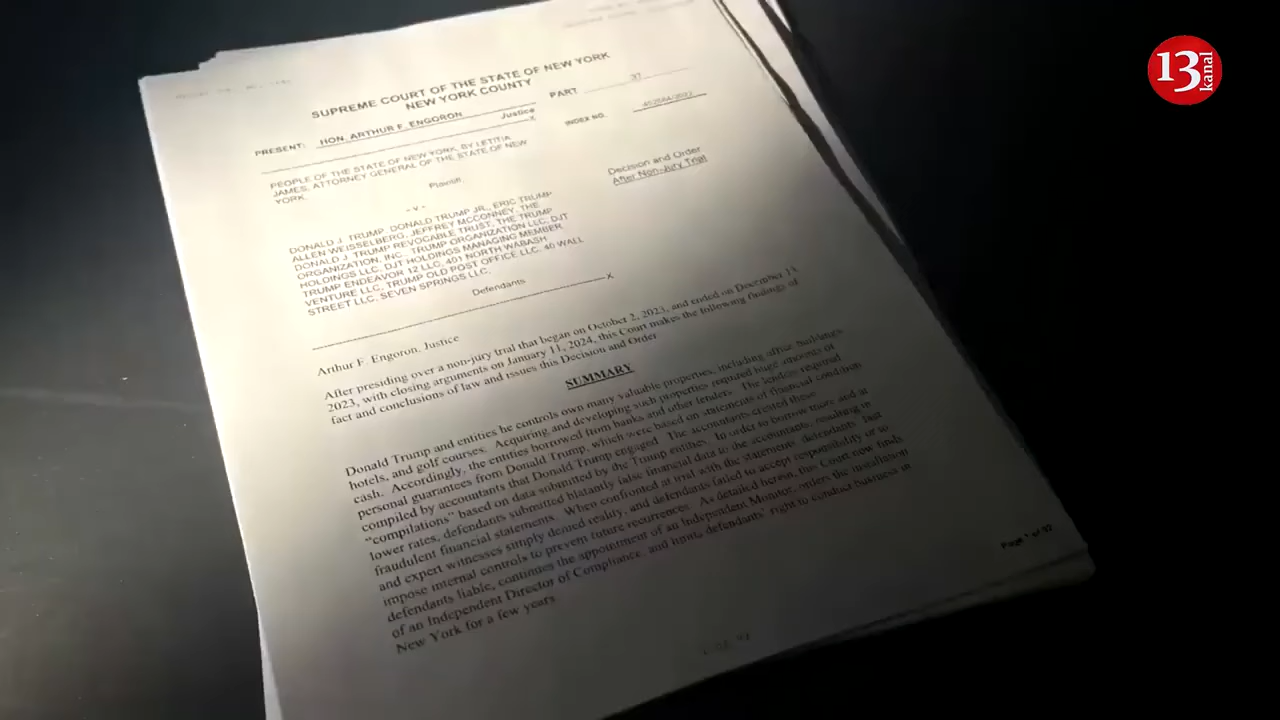 13
kanal
SUPREME COURT OF THE STATE OF NEW YORK
NEW YORK COUNTY
PRESENT: HON. ARTHUR F. ENGORON
Justice
PART 37
INDEX NO.
PEOPLE OF THE STATE OF NEW YORK, BY LETITIA
JAMES, ATTORNEY GENERAL OF THE STATE OF NEW
YORK,
Plaintiff,
- v -
DONALD J. TRUMP, DONALD TRUMP JR., ERIC TRUMP
ALLEN WEISSELBERG, JEFFREY MCCONNEY, THE
DONALD J. TRUMP REVOCABLE TRUST, THE TRUMP
ORGANIZATION, INC., TRUMP ORGANIZATION LLC, DJT
HOLDINGS LLC, DJT HOLDINGS MANAGING MEMBER
TRUMP ENDEAVOR 12 LLC, 401 NORTH WABASH
VENTURE LLC, TRUMP OLD POST OFFICE LLC, 40 WALL
STREET LLC, SEVEN SPRINGS LLC,
Defendants
X
Decision and Order
After Non-Jury Trial
Arthur F. Engoron, Justice
After presiding over a non-jury trial that began on October 2, 2023, and ended on December 13
2023, with closing arguments on January 11, 2024, this Court makes the following findings of
fact and conclusions of law and issues this Decision and Order
SUMMARY
Donald Trump and entities he controls own many valuable properties, including office buildings
hotels, and golf courses. Acquiring and developing such properties required huge amounts of
cash. Accordingly, the entities borrowed from banks and other lenders. The lenders required
personal guarantees from Donald Trump, which were based on statements of financial condition
compiled by accountants that Donald Trump engaged. The accountants created these
"compilations" based on data submitted by the Trump entities. In order to borrow more and at
lower rates, defendants submitted blatantly false financial data to the accountants, resulting in
fraudulent financial statements. When confronted at trial with the statements, defendants' fact
and expert witnesses simply denied reality, and defendants failed to accept responsibility or to
impose internal controls to prevent future recurrences. As detailed herein, this Court now finds
defendants liable, continues the appointment of an Independent Monitor, orders the installation
of an Independent Director of Compliance, and limits defendants' right to conduct business in
New York for a few years.
Page 1 of 92